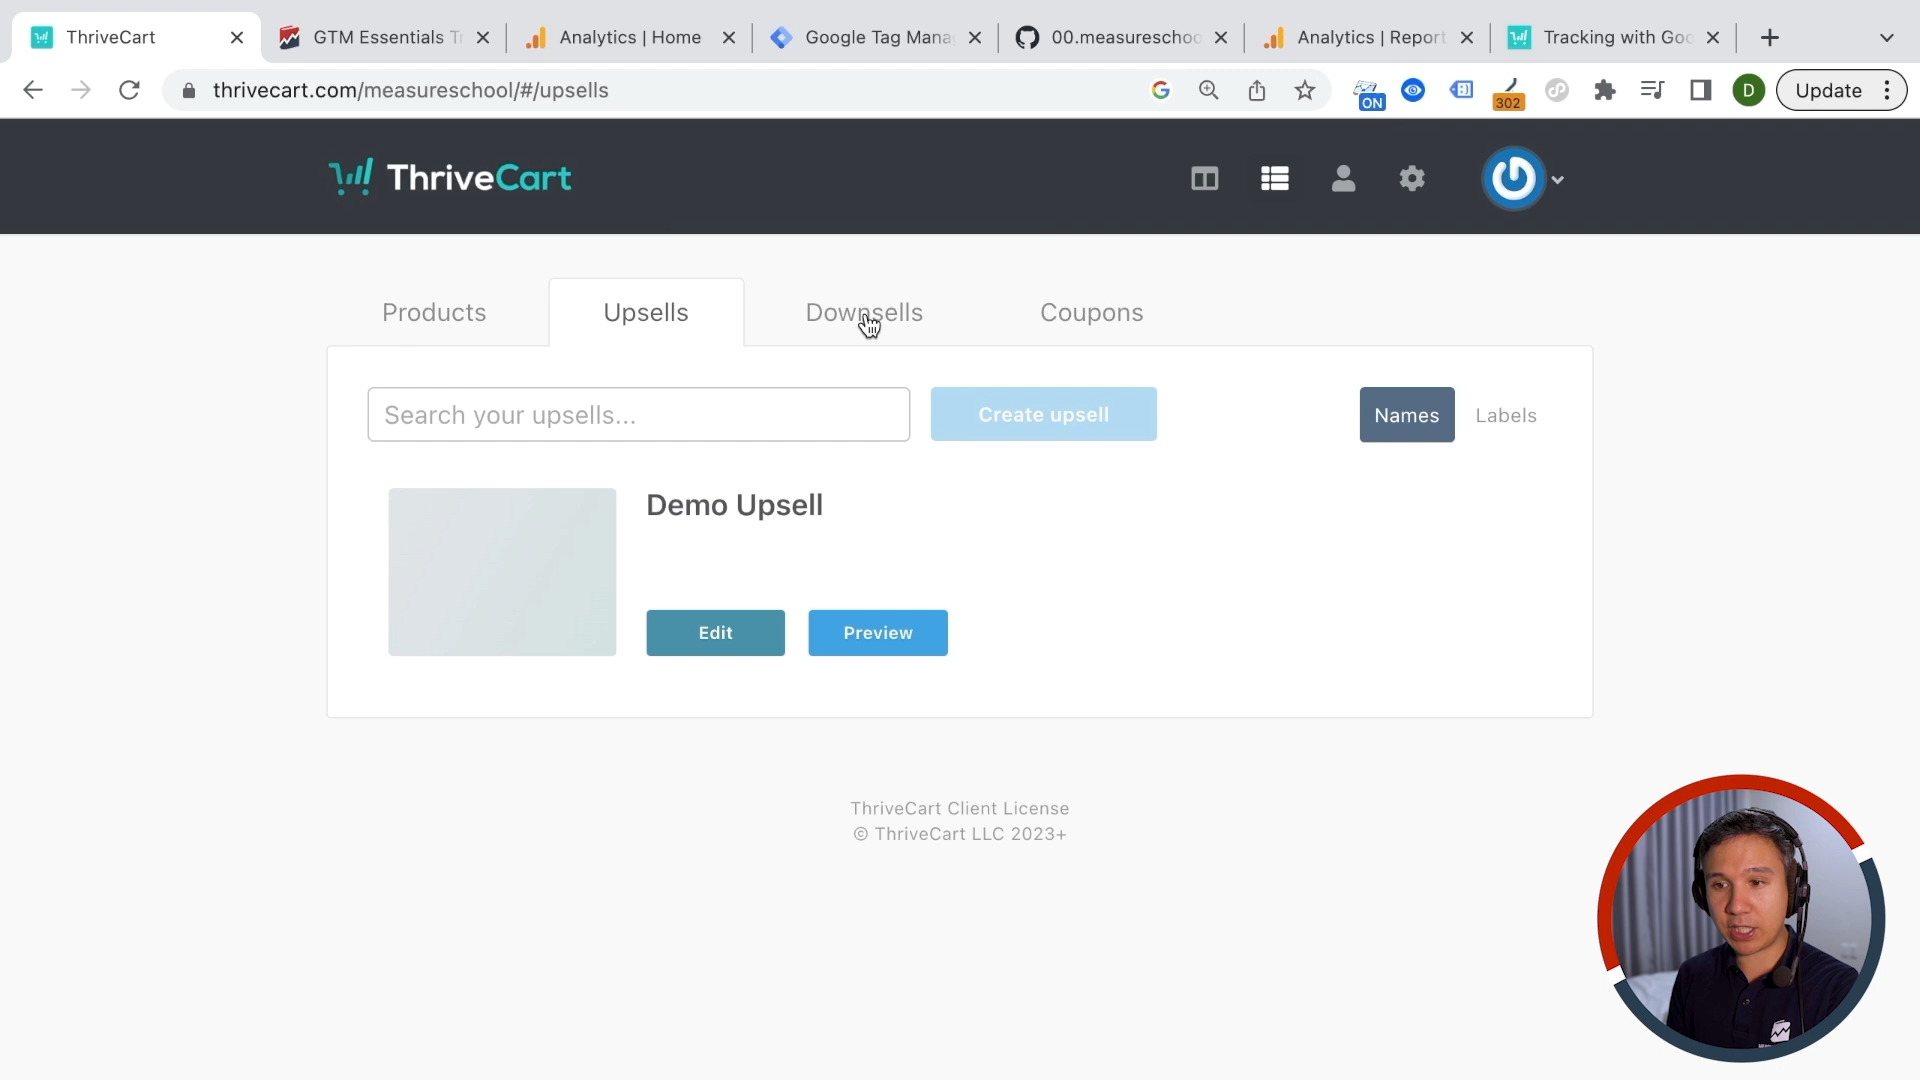 ThriveCart
GTM Essentials T
Analytics | Home
Google Tag Mana
00.measureschoo
Analytics | Report
Tracking with Goo
thrivecart.com/measureschool/#/upsells
ON
302
D
Update
ThriveCart
Products
Upsells
Downsells
Coupons
Search your upsells...
Create upsell
Names
Labels
Demo Upsell
Edit
Preview
ThriveCart Client License
© ThriveCart LLC 2023+